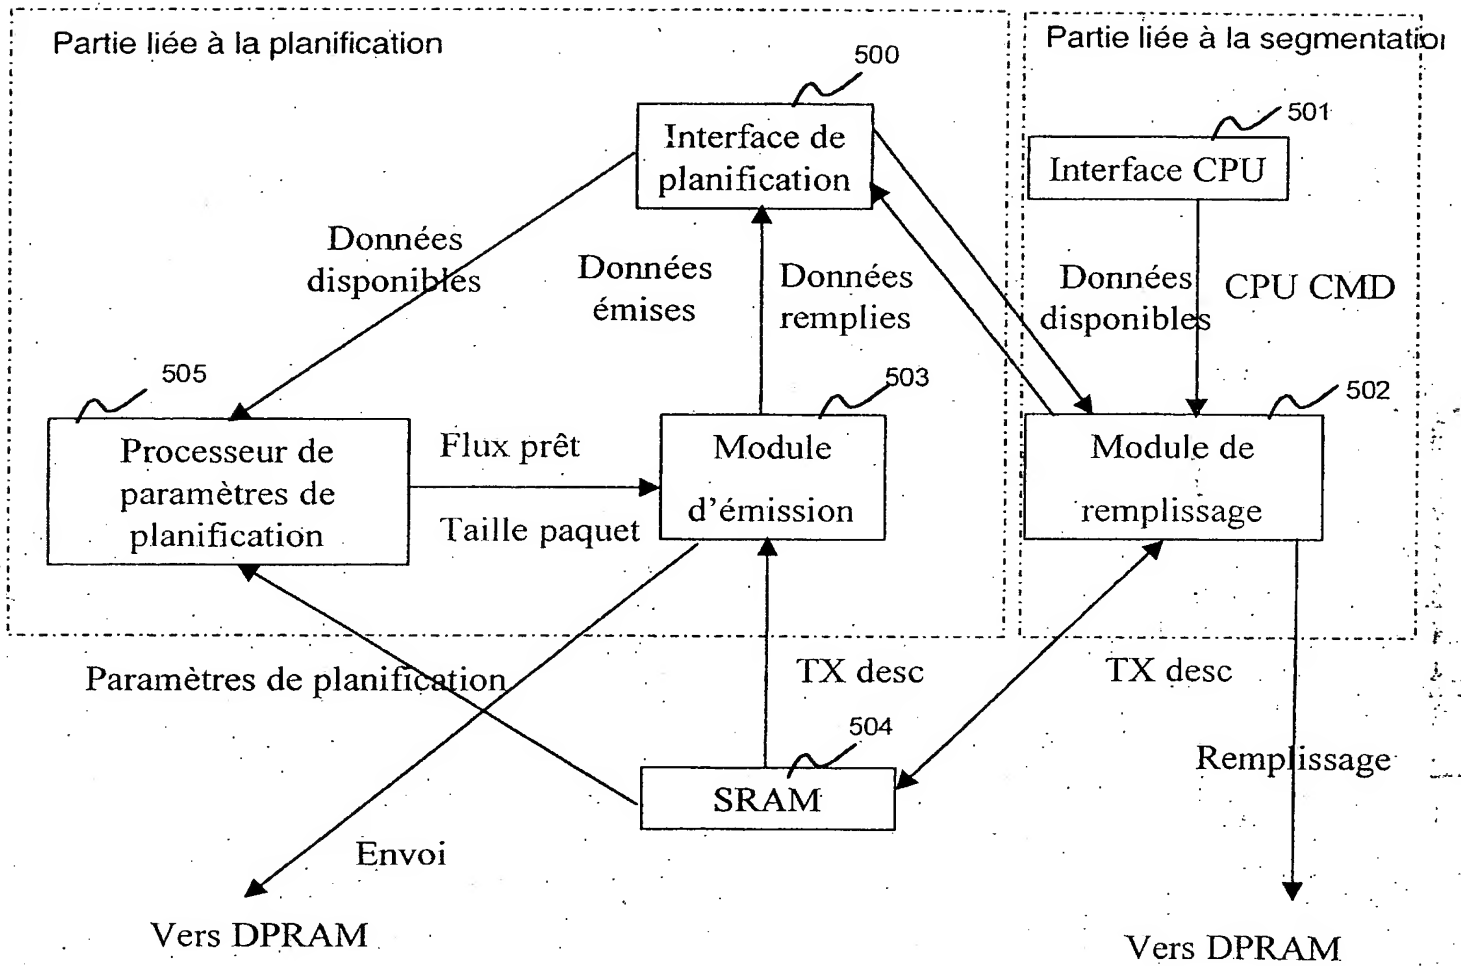 Partie liée à la planification
Partie liée à la segmentation
500
501
Interface de
planification
Interface CPU
Données
disponibles
Données
émises
Données
remplies
Données
disponibles
CPU CMD
505
503
502
Processeur de
paramètres de
planification
Flux prêt
Taille paquet
Module
d'émission
Module de
remplissage
Paramètres de planification
TX desc
TX desc
504
SRAM
Remplissage
Envoi
Vers DPRAM
Vers DPRAM